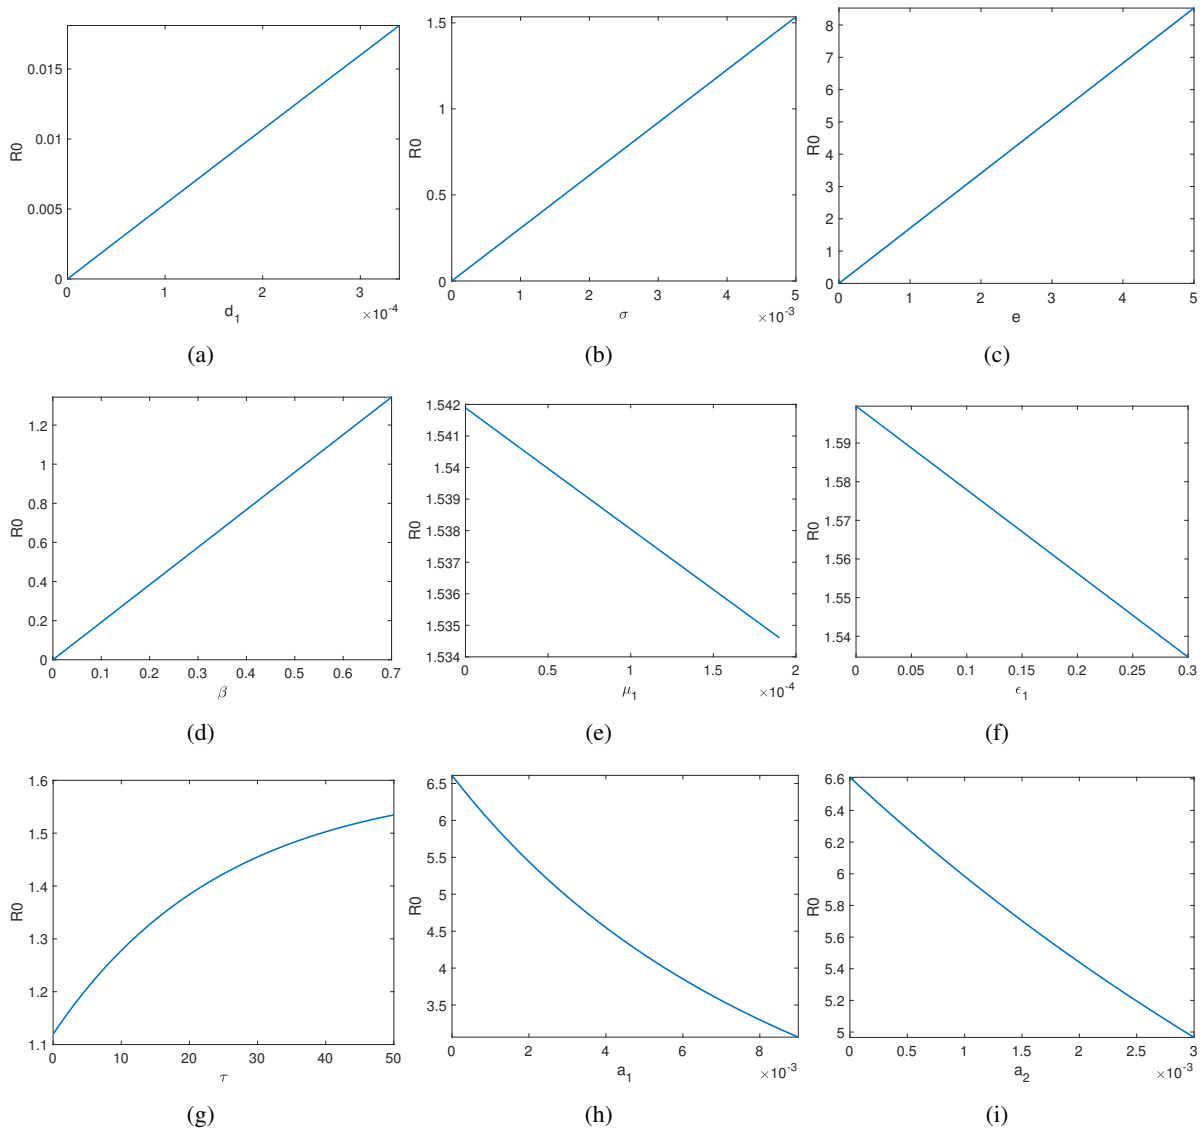 R0
0.015
0.01
0.005
0
0 1 2 3
×10-4
d1
(a)
R0
1.5
1
0.5
0
0 1 2 3 4 5
×10-3
σ
(b)
R0
8
7
6
5
4
3
2
1
0
0 1 2 3 4 5
e
(c)
R0
1.2
1
0.8
0.6
0.4
0.2
0
0 0.1 0.2 0.3 0.4 0.5 0.6 0.7
β
(d)
R0
1.542
1.541
1.54
1.539
1.538
1.537
1.536
1.535
1.534
0 0.5 1 1.5 2
×10-4
μ1
(e)
R0
1.59
1.58
1.57
1.56
1.55
1.54
0 0.05 0.1 0.15 0.2 0.25 0.3
ϵ1
(f)
R0
1.6
1.5
1.4
1.3
1.2
1.1
0 10 20 30 40 50
τ
(g)
R0
6.5
6
5.5
5
4.5
4
3.5
0 2 4 6 8
×10-3
a1
(h)
R0
6.6
6.4
6.2
6
5.8
5.6
5.4
5.2
5
0 0.5 1 1.5 2 2.5 3
×10-3
a2
(i)